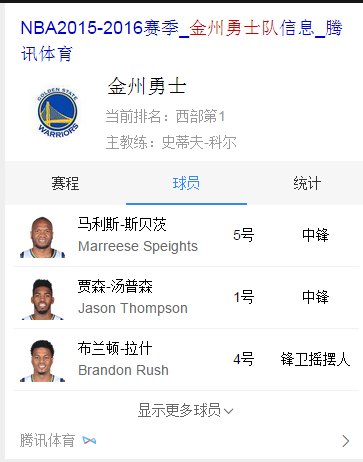 NBA2015-2016赛季_金州勇士队信息_腾
讯体育
金州勇士
当前排名：西部第1
主教练：史蒂夫-科尔
GOLDEN STATE
WARRIORS
赛程 球员 统计
马利斯-斯贝茨 5号 中锋
Marreese Speights
贾森-汤普森 1号 中锋
Jason Thompson
布兰顿-拉什 4号 锋卫摇摆人
Brandon Rush
显示更多球员
腾讯体育